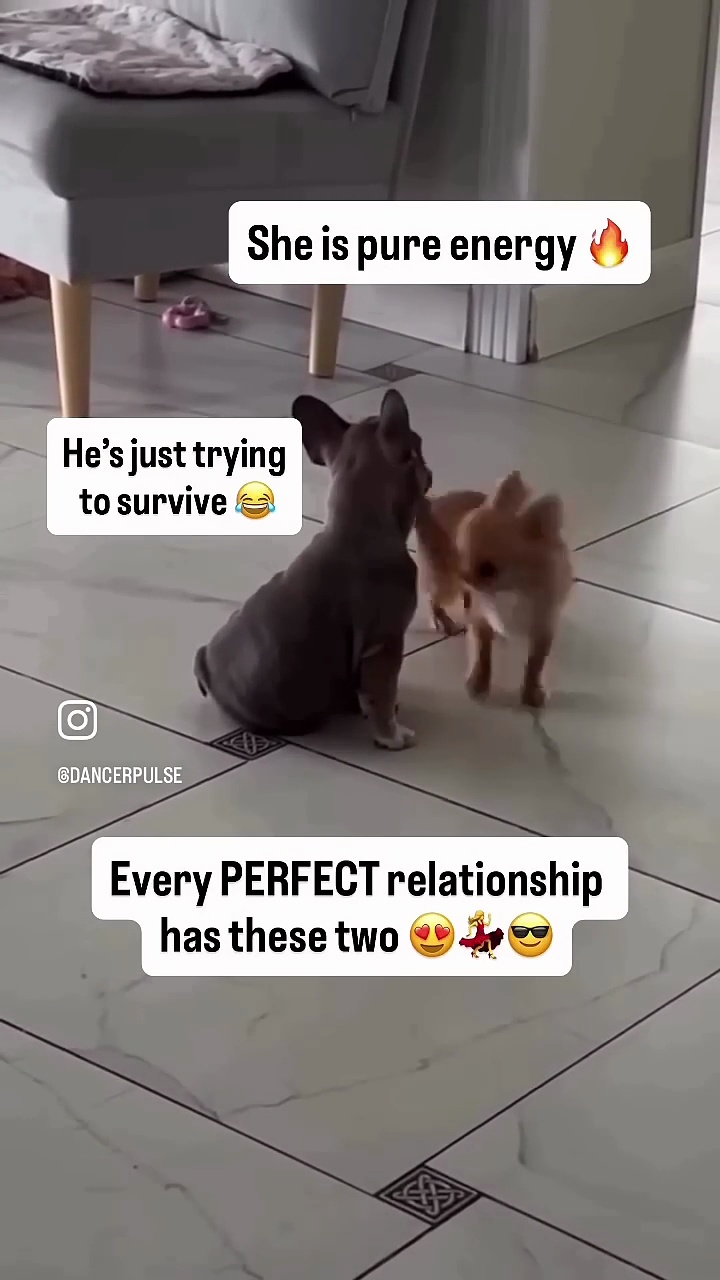 She is pure energy 🔥
He's just trying
to survive 😂
@DANCERPULSE
Every PERFECT relationship
has these two 😍💃😎